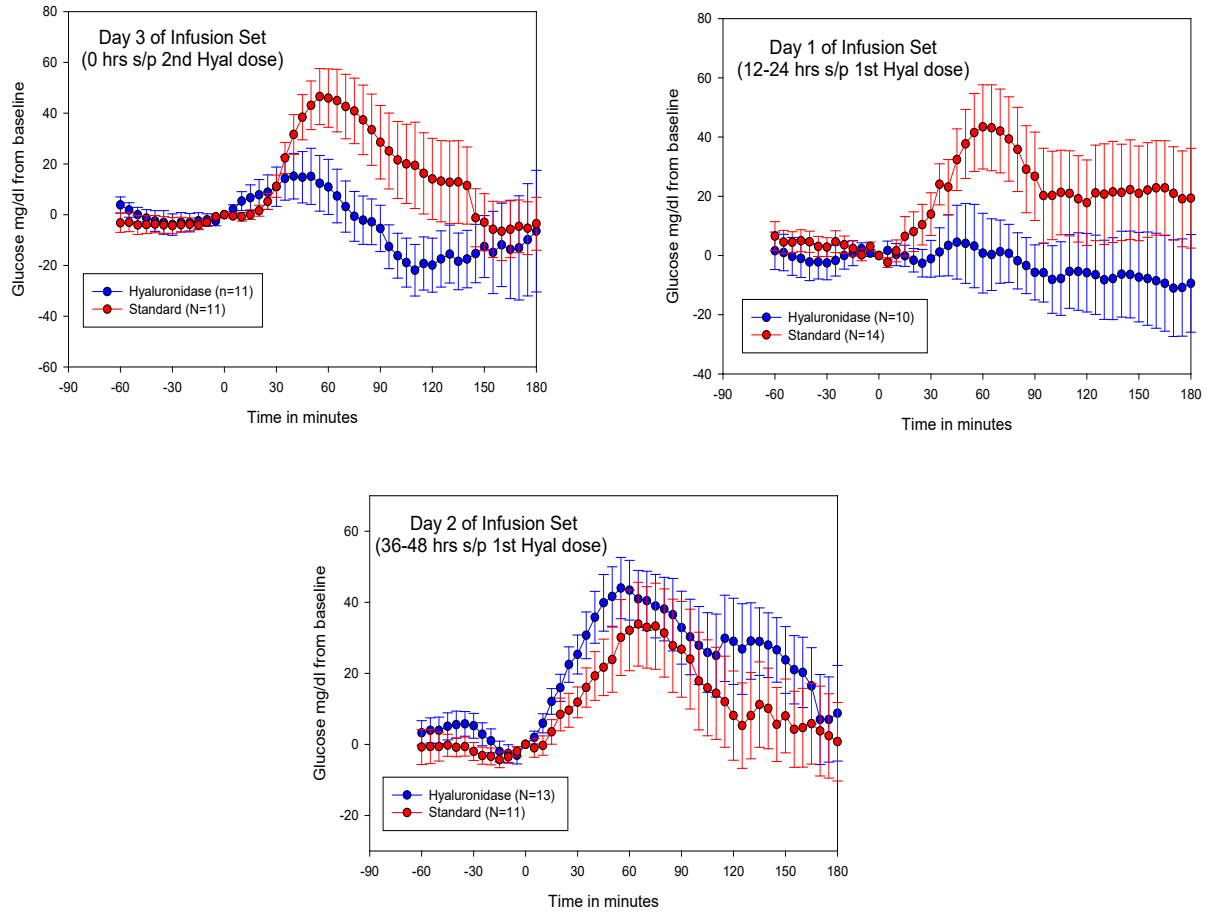 Day 3 of Infusion Set
(0 hrs s/p 2nd Hyal dose)
Glucose mg/dl from baseline
80
60
40
20
0
-20
-40
-60
Hyaluronidase (n=11)
Standard (N=11)
-90 -60 -30 0 30 60 90 120 150 180
Time in minutes
Day 1 of Infusion Set
(12-24 hrs s/p 1st Hyal dose)
Glucose mg/dl from baseline
80
60
40
20
0
-20
-40
Hyaluronidase (N=10)
Standard (N=14)
-90 -60 -30 0 30 60 90 120 150 180
Time in minutes
Day 2 of Infusion Set
(36-48 hrs s/p 1st Hyal dose)
Glucose mg/dl from baseline
60
40
20
0
-20
Hyaluronidase (N=13)
Standard (N=11)
-90 -60 -30 0 30 60 90 120 150 180
Time in minutes